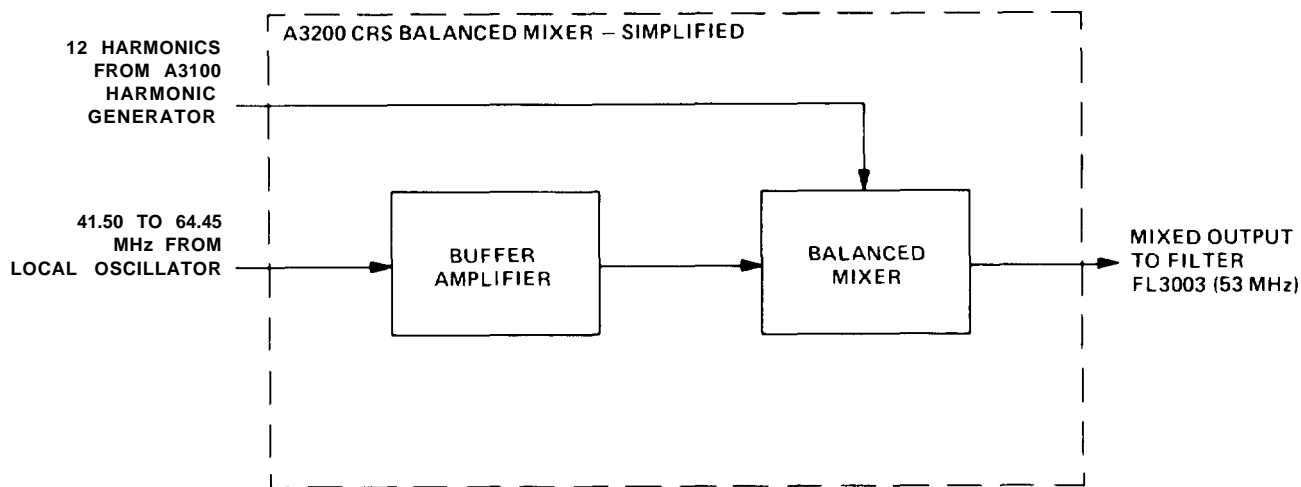 A3200 CRS BALANCED MIXER – SIMPLIFIED
12 HARMONICS
FROM A3100
HARMONIC
GENERATOR
41.50 TO 64.45
MHz FROM
LOCAL OSCILLATOR
BUFFER
AMPLIFIER
BALANCED
MIXER
MIXED OUTPUT
TO FILTER
FL3003 (53 MHz)